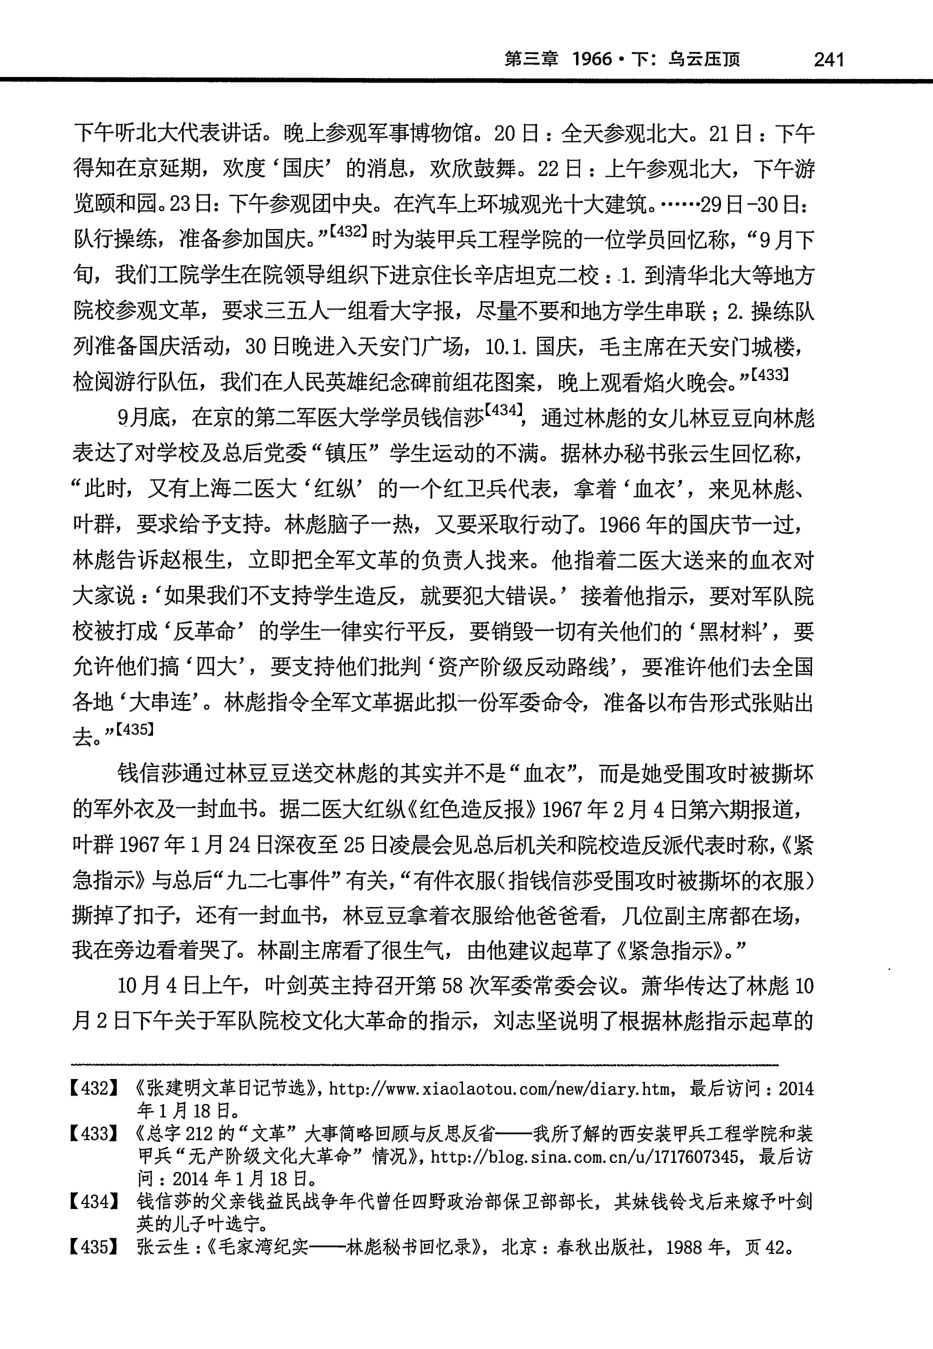 第三章 1966·下：乌云压顶 241
下午听北大代表讲话。晚上参观军事博物馆。20日：全天参观北大。21日：下午
得知在京延期，欢度‘国庆’的消息，欢欣鼓舞。22日：上午参观北大，下午游
览颐和园。23日：下午参观团中央。在汽车上环城观光十大建筑。……29日-30日：
队行操练，准备参加国庆。”【432】时为装甲兵工程学院的一位学员回忆称，“9月下
旬，我们工院学生在院领导组织下进京住长辛店坦克二校：1. 到清华北大等地方
院校参观文革，要求三五人一组看大字报，尽量不要和地方学生串联；2. 操练队
列准备国庆活动，30日晚进入天安门广场，10.1. 国庆，毛主席在天安门城楼，
检阅游行队伍，我们在人民英雄纪念碑前组花图案，晚上观看焰火晚会。”【433】
9月底，在京的第二军医大学学员钱信莎【434】，通过林彪的女儿林豆豆向林彪
表达了对学校及总后党委“镇压”学生运动的不满。据林办秘书张云生回忆称，
“此时，又有上海二医大‘红纵’的一个红卫兵代表，拿着‘血衣’，来见林彪、
叶群，要求给予支持。林彪脑子一热，又要采取行动了。1966年的国庆节一过，
林彪告诉赵根生，立即把全军文革的负责人找来。他指着二医大送来的血衣对
大家说：‘如果我们不支持学生造反，就要犯大错误。’接着他指示，要对军队院
校被打成‘反革命’的学生一律实行平反，要销毁一切有关他们的‘黑材料’，要
允许他们搞‘四大’，要支持他们批判‘资产阶级反动路线’，要准许他们去全国
各地‘大串连’。林彪指令全军文革据此拟一份军委命令，准备以布告形式张贴出
去。”【435】
钱信莎通过林豆豆送交林彪的其实并不是“血衣”，而是她受围攻时被撕坏
的军外衣及一封血书。据二医大红纵《红色造反报》1967年2月4日第六期报道，
叶群1967年1月24日深夜至25日凌晨会见总后机关和院校造反派代表时称，《紧
急指示》与总后“九二七事件”有关，“有件衣服（指钱信莎受围攻时被撕坏的衣服）
撕掉了扣子，还有一封血书，林豆豆拿着衣服给他爸爸看，几位副主席都在场，
我在旁边看着哭了。林副主席看了很生气，由他建议起草了《紧急指示》。”
10月4日上午，叶剑英主持召开第58次军委常委会议。萧华传达了林彪10
月2日下午关于军队院校文化大革命的指示，刘志坚说明了根据林彪指示起草的
【432】《张建明文革日记节选》，http://www.xiaolaotou.com/new/diary.htm，最后访问：2014
年1月18日。
【433】《总字212的“文革”大事简略回顾与反思反省——我所了解的西安装甲兵工程学院和装
甲兵“无产阶级文化大革命”情况》，http://blog.sina.com.cn/u/1717607345，最后访
问：2014年1月18日。
【434】 钱信莎的父亲钱益民战争年代曾任四野政治部保卫部部长，其妹钱铃戈后来嫁予叶剑
英的儿子叶选宁。
【435】 张云生：《毛家湾纪实——林彪秘书回忆录》，北京：春秋出版社，1988年，页42。